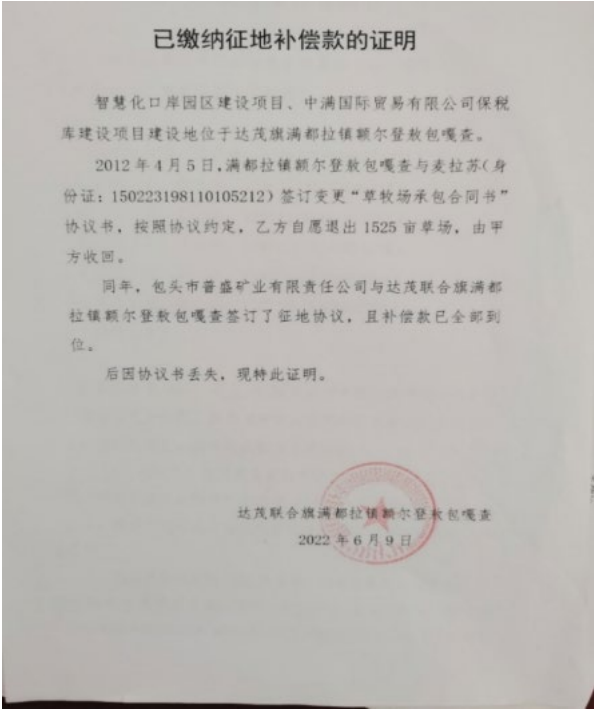 已缴纳征地补偿款的证明
智慧化口岸园区建设项目、中满国际贸易有限公司保税
库建设项目建设地位于达茂旗满都拉镇额尔登敖包嘎查。
2012年4月5日,满都拉镇额尔登敖包嘎查与麦拉苏(身
份证:150223198110105212)签订变更“草牧场承包合同书”
协议书,按照协议约定,乙方自愿退出1525亩草场,由甲
方收回。
同年,包头市普盛矿业有限责任公司与达茂联合旗满都
拉镇额尔登敖包嘎查签订了征地协议,且补偿款已全部到
位。
后因协议书丢失,现特此证明。
达茂联合旗满都拉镇额尔登敖包嘎查
2022年6月9日